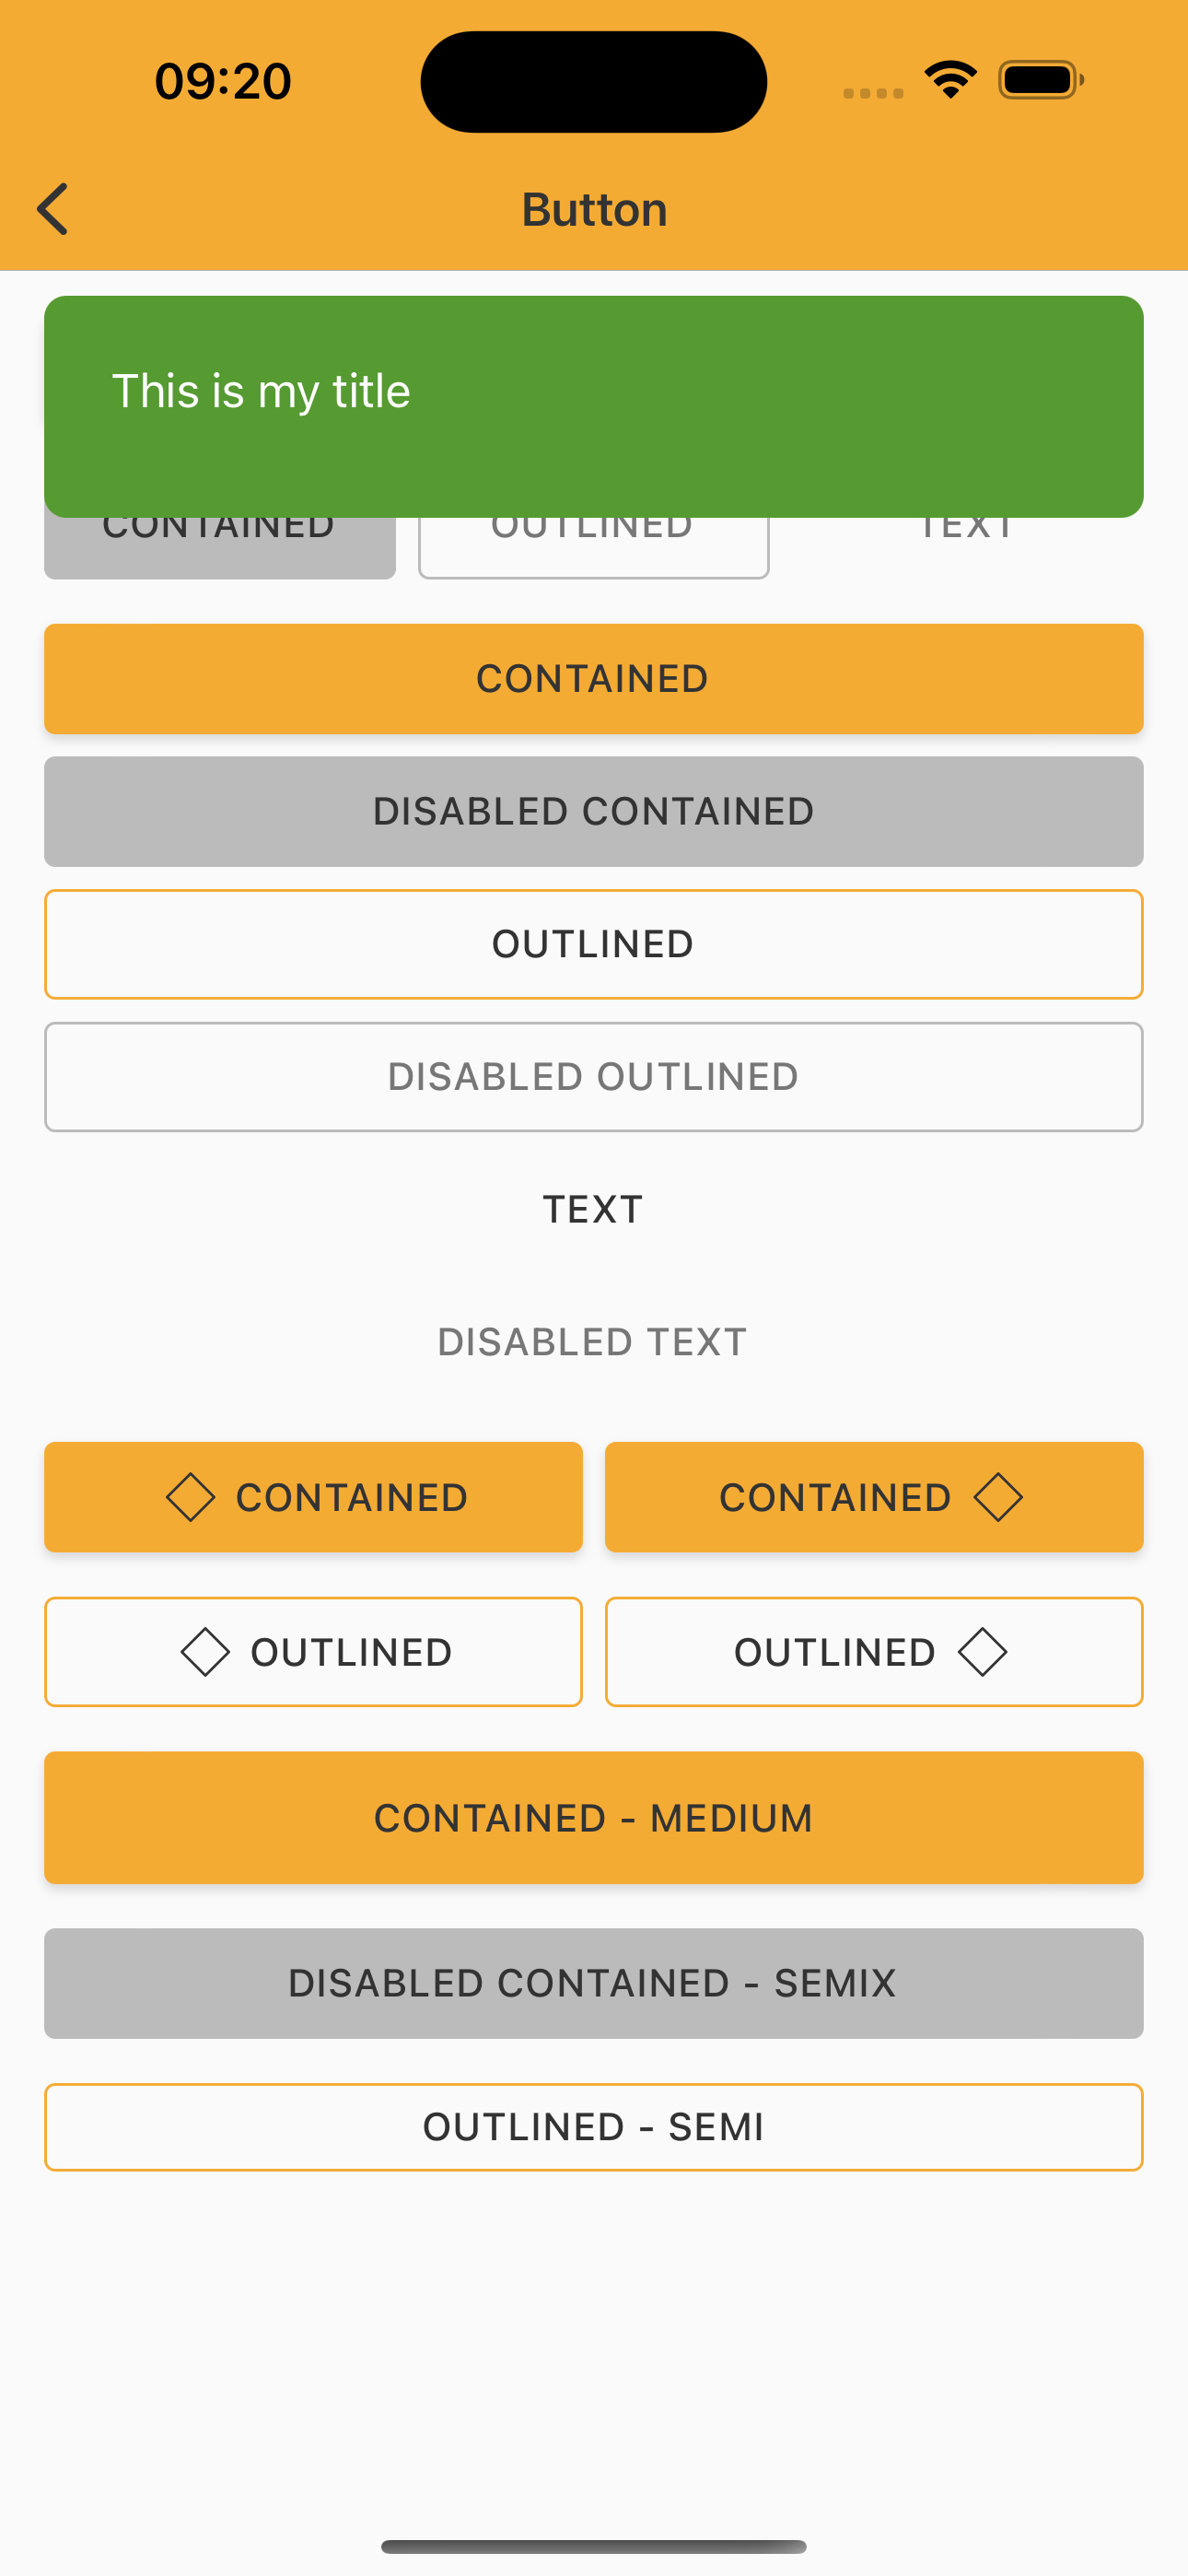 09:20
Button
This is my title
CONTAINED OUTLINED TEXT
CONTAINED
DISABLED CONTAINED
OUTLINED
DISABLED OUTLINED
TEXT
DISABLED TEXT
CONTAINED CONTAINED
OUTLINED OUTLINED
CONTAINED - MEDIUM
DISABLED CONTAINED - SEMIX
OUTLINED - SEMI